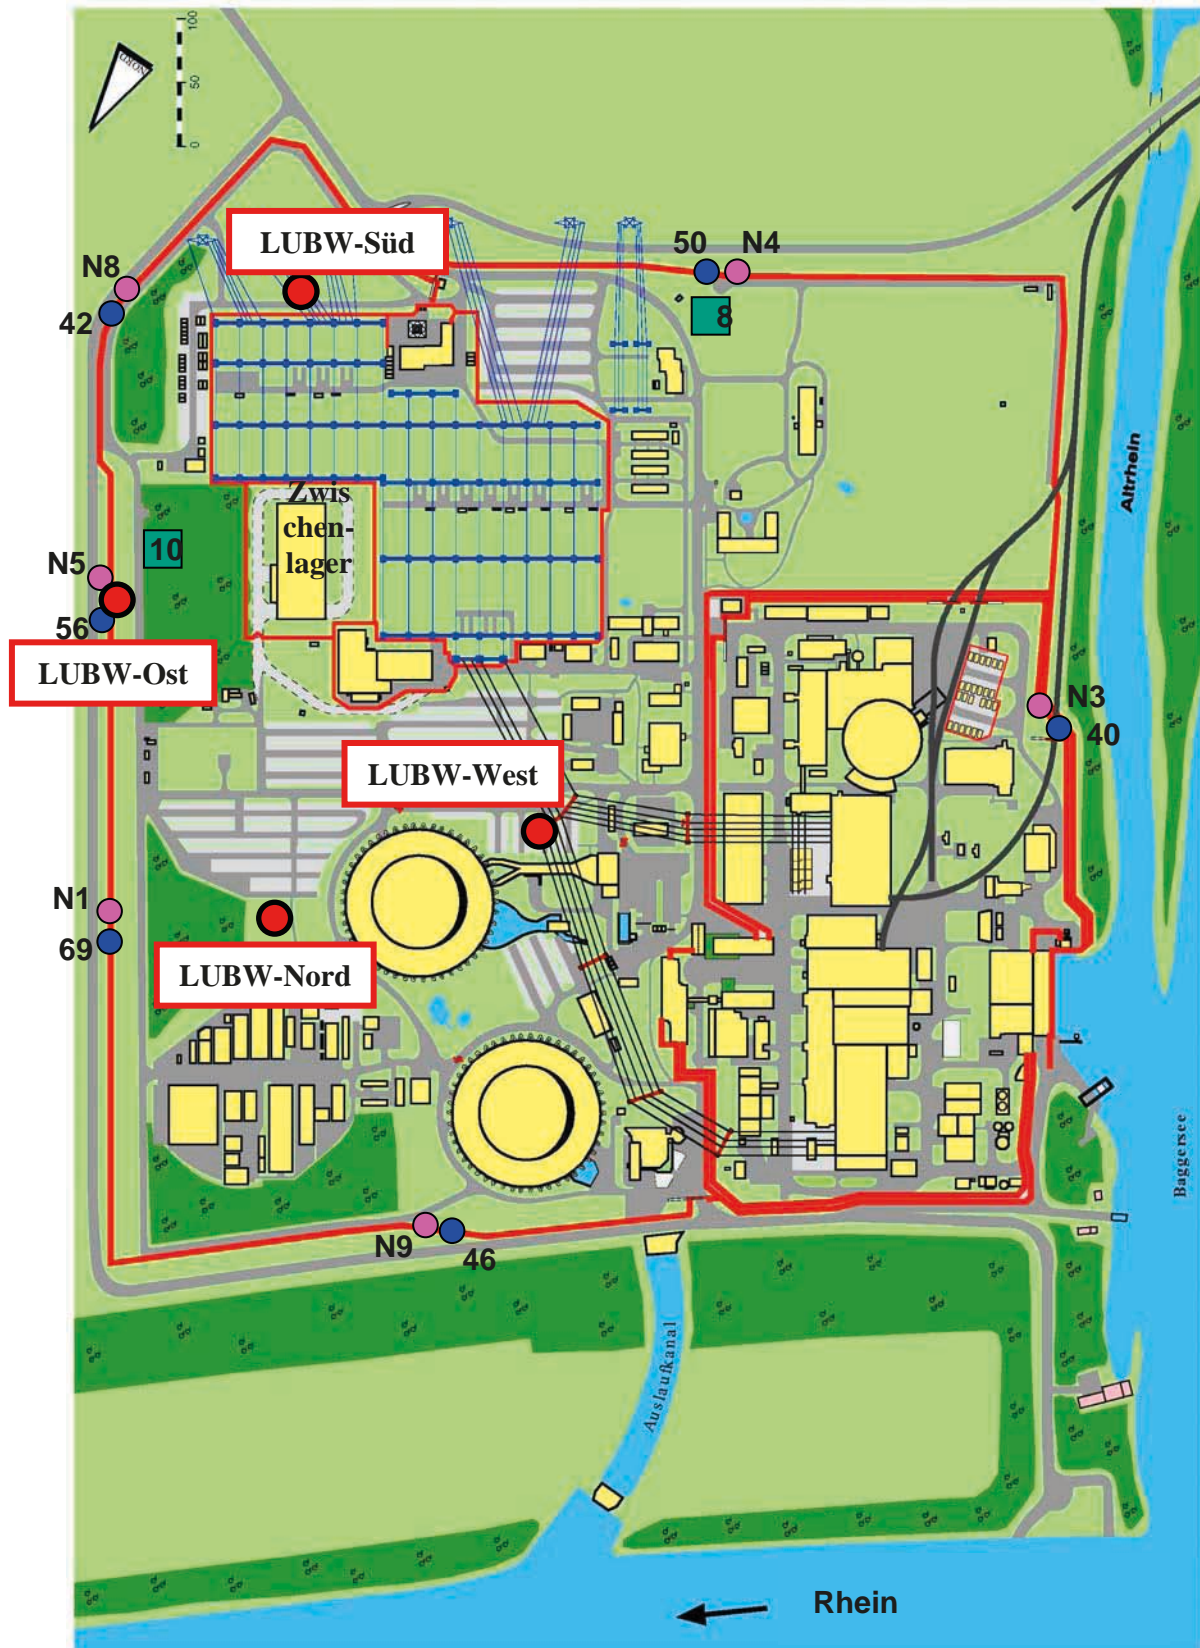 100
50
0
NORD
LUBW-Süd
50
N4
N8
42
8
Altrhein
Zwis
chen-
lager
10
N5
56
LUBW-Ost
N3
40
LUBW-West
N1
69
LUBW-Nord
Baggersee
N9
46
Auslaufkanal
Rhein